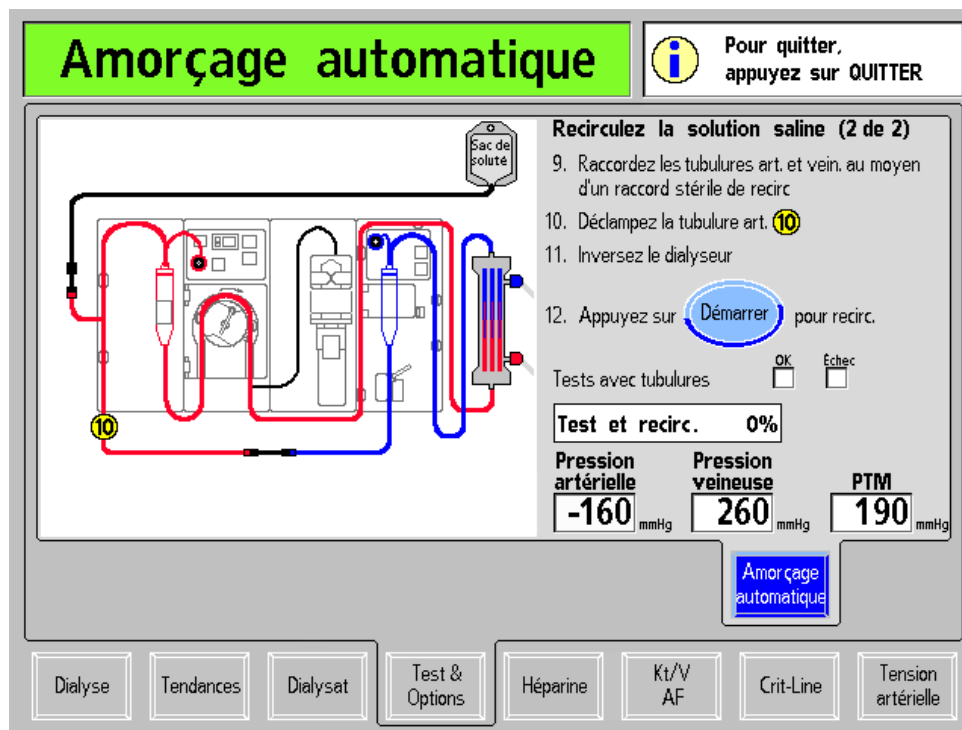 Amorçage automatique
Pour quitter,
appuyez sur QUITTER
Sac de
soluté
10
Recirculez la solution saline (2 de 2)
9. Raccordez les tubulures art. et vein. au moyen
d'un raccord stérile de recirc
10. Déclampez la tubulure art. 10
11. Inversez le dialyseur
12. Appuyez sur Démarrer pour recirc.
OK Échec
Tests avec tubulures
Test et recirc. 0%
Pression
artérielle
-160 mmHg
Pression
veineuse
260 mmHg
PTM
190 mmHg
Amorçage
automatique
Dialyse
Tendances
Dialysat
Test &
Options
Héparine
Kt/V
AF
Crit-Line
Tension
artérielle